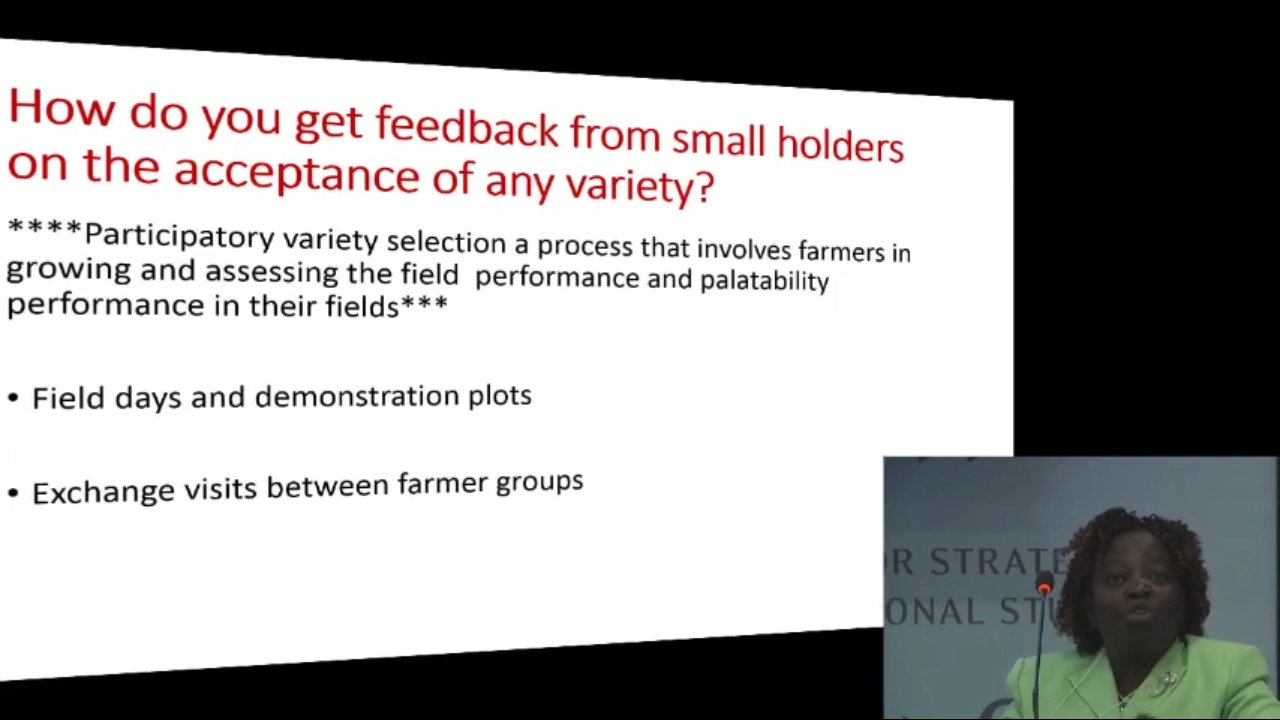 How do you get feedback from small holders
on the acceptance of any variety?
****Participatory variety selection a process that involves farmers in
growing and assessing the field performance and palatability
performance in their fields***
• Field days and demonstration plots
• Exchange visits between farmer groups
OR STRATE
ONAL STU